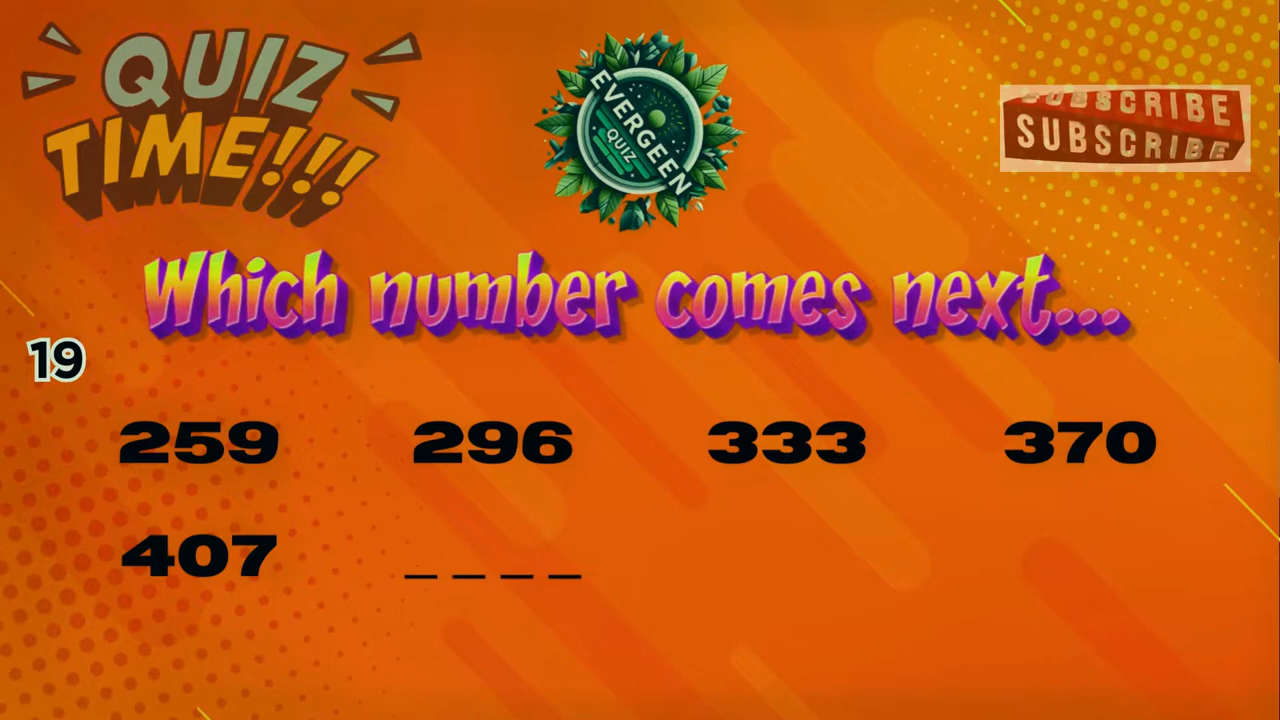 QUIZ
TIME!!!
EVERGEEN
QUIZ
SUBSCRIBE
SUBSCRIBE
Which number comes next...
19
259 296 333 370
407 _ _ _ _